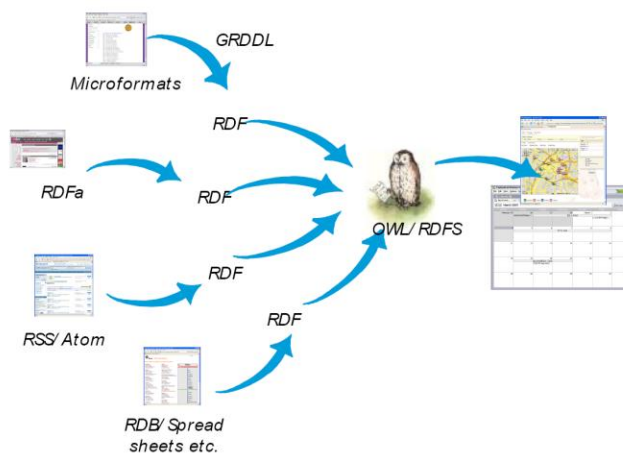 GRDDL
Microformats
RDF
RDFa
RDF
OWL/RDFS
RDF
RSS/Atom
RDF
RDB/Spread
sheets etc.